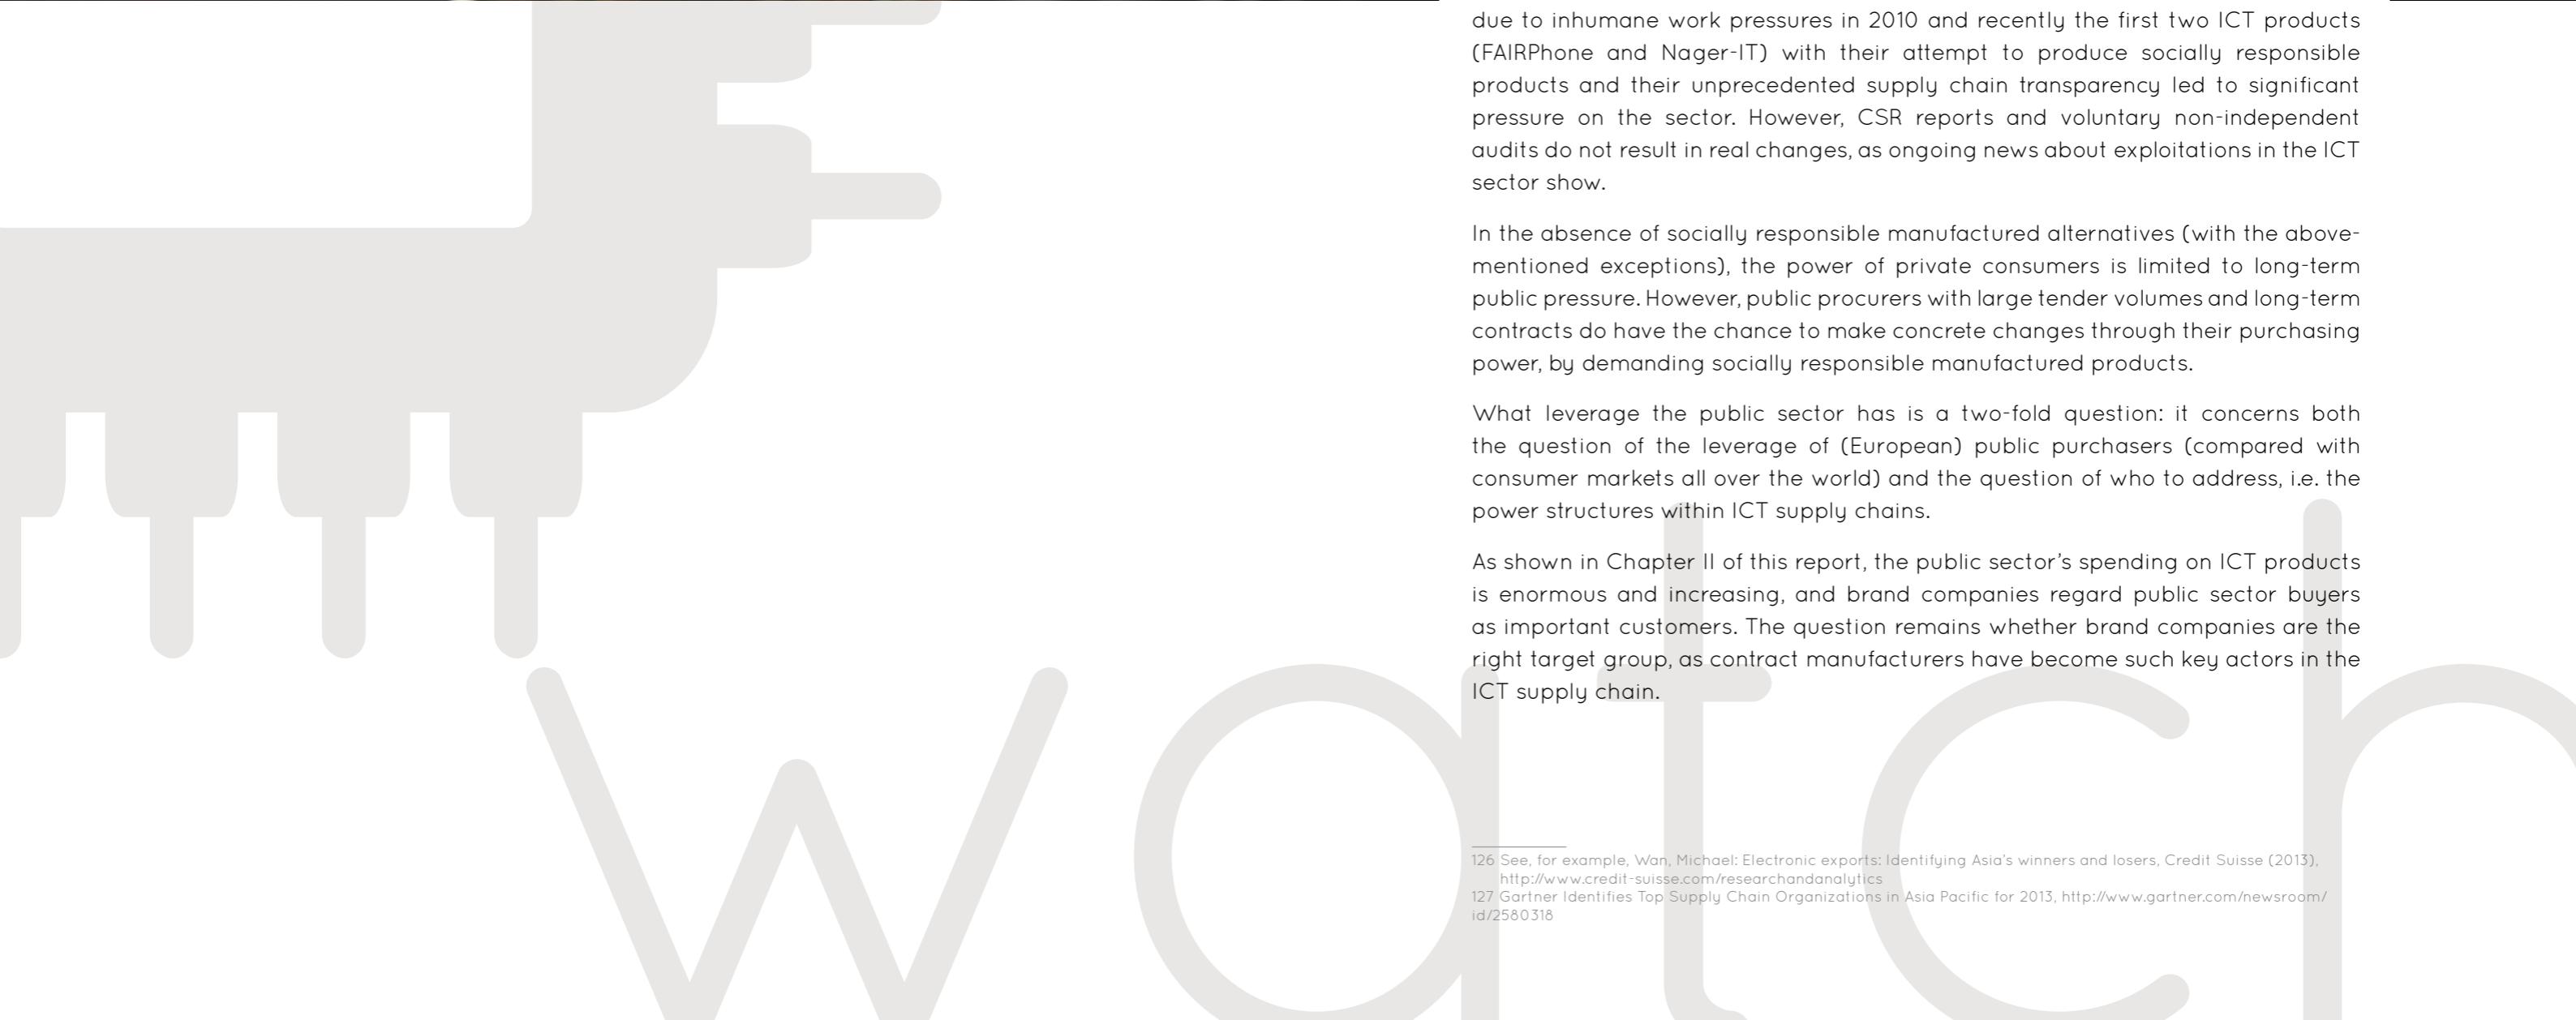 due to inhumane work pressures in 2010 and recently the first two ICT products
(FAIRPhone and Nager-IT) with their attempt to produce socially responsible
products and their unprecedented supply chain transparency led to significant
pressure on the sector. However, CSR reports and voluntary non-independent
audits do not result in real changes, as ongoing news about exploitations in the ICT
sector show.
In the absence of socially responsible manufactured alternatives (with the above-
mentioned exceptions), the power of private consumers is limited to long-term
public pressure. However, public procurers with large tender volumes and long-term
contracts do have the chance to make concrete changes through their purchasing
power, by demanding socially responsible manufactured products.
What leverage the public sector has is a two-fold question: it concerns both
the question of the leverage of (European) public purchasers (compared with
consumer markets all over the world) and the question of who to address, i.e. the
power structures within ICT supply chains.
As shown in Chapter II of this report, the public sector's spending on ICT products
is enormous and increasing, and brand companies regard public sector buyers
as important customers. The question remains whether brand companies are the
right target group, as contract manufacturers have become such key actors in the
ICT supply chain.
126 See, for example, Wan, Michael: Electronic exports: Identifying Asia's winners and losers, Credit Suisse (2013),
http://www.credit-suisse.com/researchandanalytics
127 Gartner Identifies Top Supply Chain Organizations in Asia Pacific for 2013, http://www.gartner.com/newsroom/
id/2580318
watch